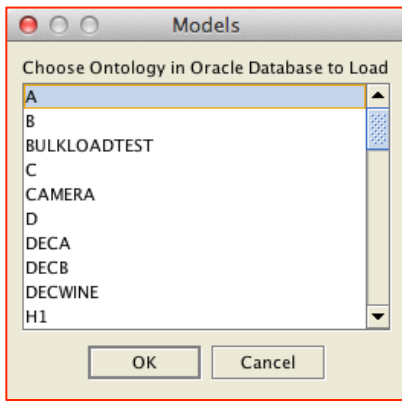 Models
Choose Ontology in Oracle Database to Load
A
B
BULKLOADTEST
C
CAMERA
D
DECA
DECB
DECWINE
H1
OK Cancel